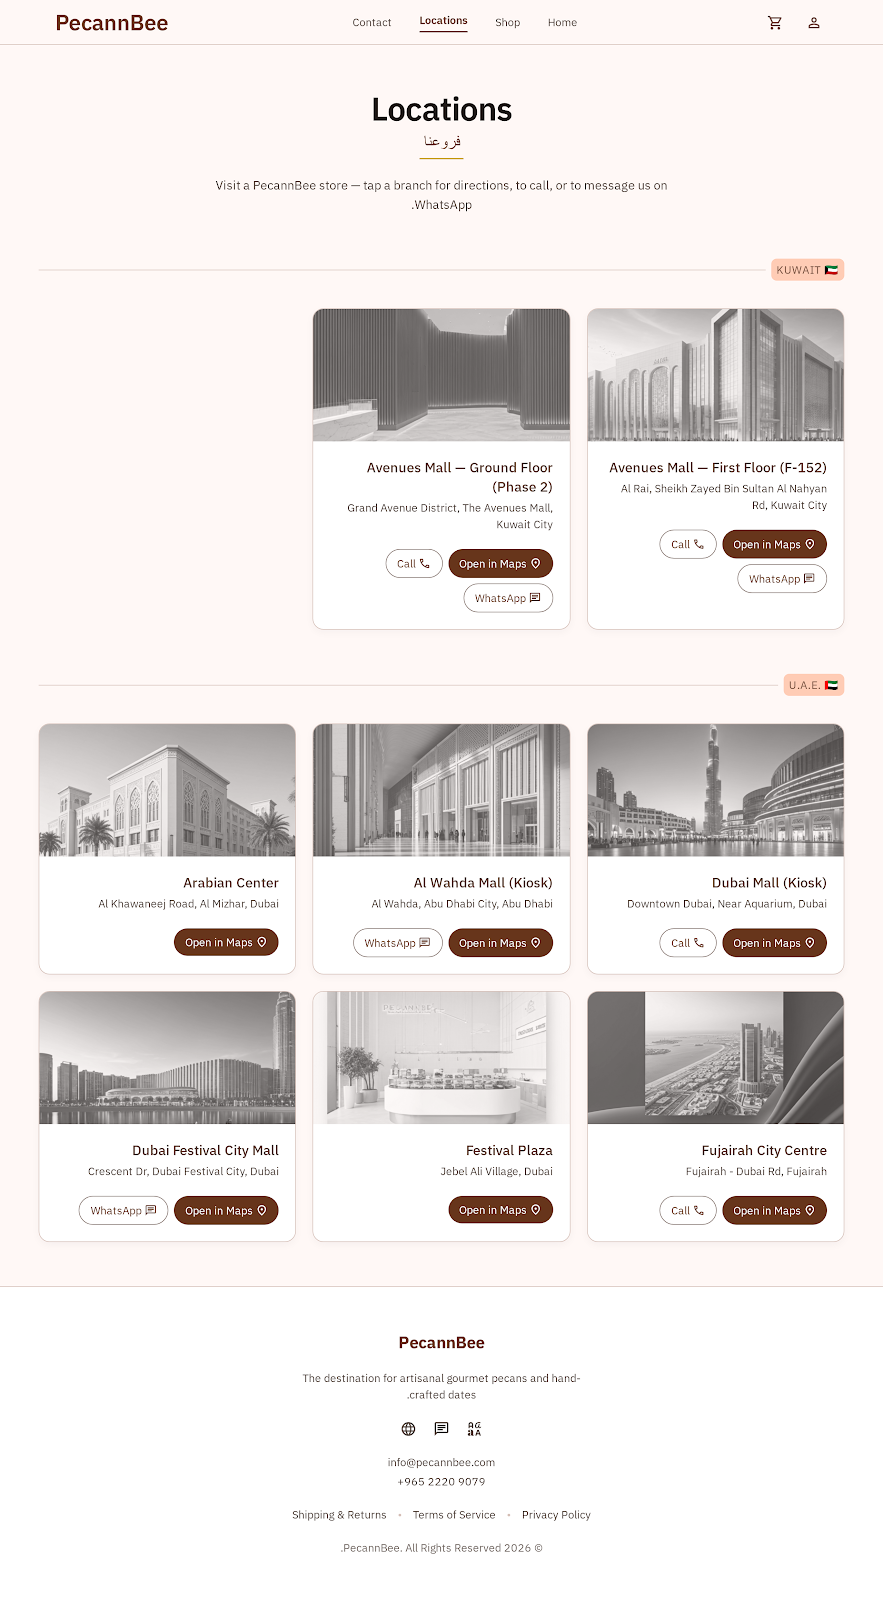 PecannBee
Contact Locations Shop Home
Locations
فروعنا
Visit a PecannBee store — tap a branch for directions, to call, or to message us on
.WhatsApp
KUWAIT 🇰🇼
Avenues Mall — First Floor (F-152)
Al Rai, Sheikh Zayed Bin Sultan Al Nahyan
Rd, Kuwait City
Call Open in Maps
WhatsApp
Avenues Mall — Ground Floor
(Phase 2)
Grand Avenue District, The Avenues Mall,
Kuwait City
Call Open in Maps
WhatsApp
U.A.E. 🇦🇪
Dubai Mall (Kiosk)
Downtown Dubai, Near Aquarium, Dubai
Call Open in Maps
Al Wahda Mall (Kiosk)
Al Wahda, Abu Dhabi City, Abu Dhabi
WhatsApp Open in Maps
Arabian Center
Al Khawaneej Road, Al Mizhar, Dubai
Open in Maps
Fujairah City Centre
Fujairah - Dubai Rd, Fujairah
Call Open in Maps
PECANNBEE
Festival Plaza
Jebel Ali Village, Dubai
Open in Maps
Dubai Festival City Mall
Crescent Dr, Dubai Festival City, Dubai
WhatsApp Open in Maps
PecannBee
The destination for artisanal gourmet pecans and hand-
.crafted dates
info@pecannbee.com
+965 2220 9079
Shipping & Returns • Terms of Service • Privacy Policy
.PecannBee. All Rights Reserved 2026 ©